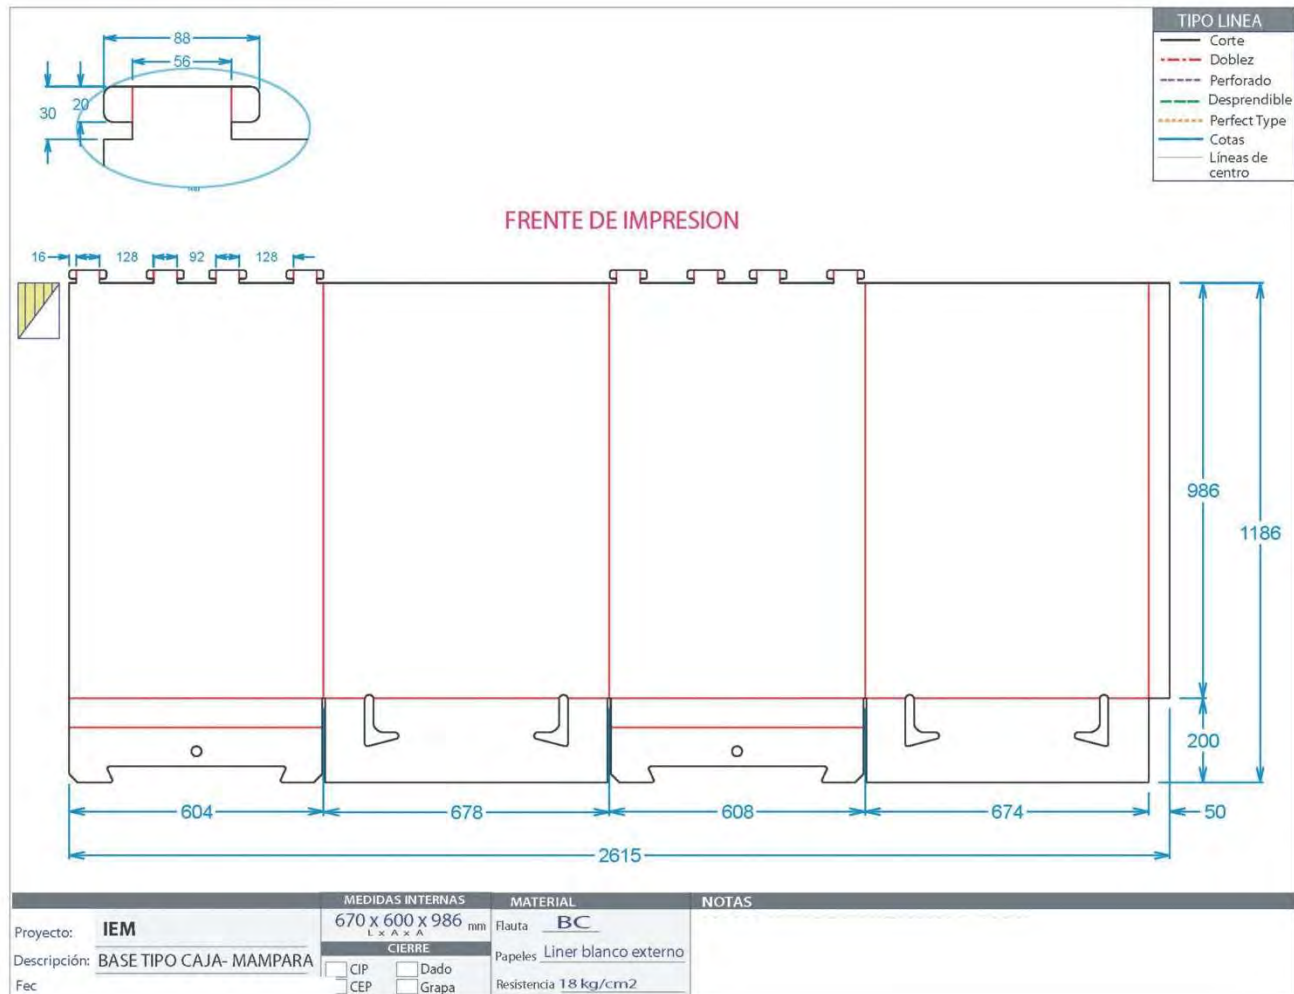 TIPO LINEA
Corte
Doblez
Perforado
Desprendible
Perfect Type
Cotas
Líneas de
centro
88
56
30
20
FRENTE DE IMPRESION
16
128
92
128
986
1186
200
604
678
608
674
50
2615
MEDIDAS INTERNAS
MATERIAL
NOTAS
Proyecto: IEM
670 x 600 x 986 mm
L x A x A
Flauta BC
CIERRE
Descripción: BASE TIPO CAJA- MAMPARA
Papeles Liner blanco externo
CIP
Dado
Fec
CEP
Grapa
Resistencia 18 kg/cm2